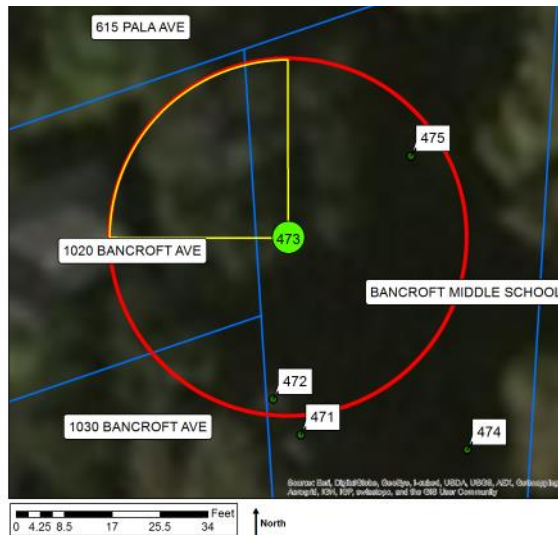 615 PALA AVE
475
473
1020 BANCROFT AVE
BANCROFT MIDDLE SCHOOL
472
471
1030 BANCROFT AVE
474
Source: Esri, DigitalGlobe, GeoEye, i-cubed, USDA, USGS, AEX, Getmapping,
Aerogrid, IGN, IGP, swisstopo, and the GIS User Community
Feet
0 4.25 8.5 17 25.5 34
North